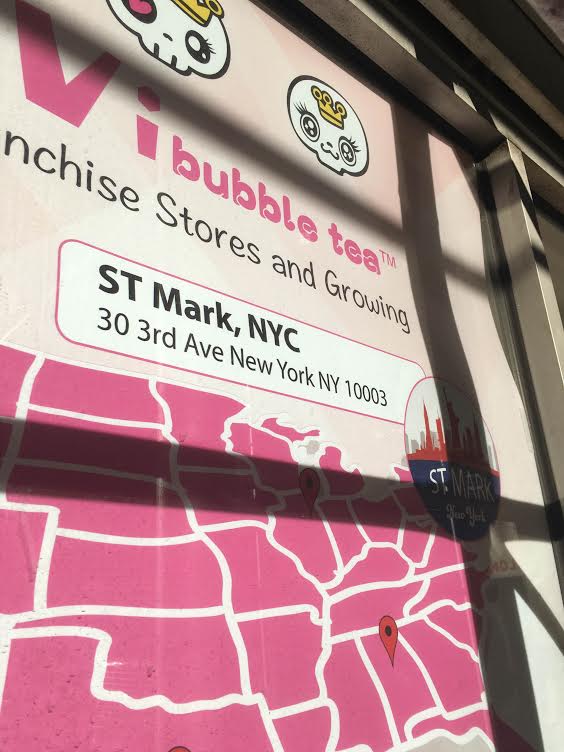 Vi bubble tea™
nchise Stores and Growing
ST Mark, NYC
30 3rd Ave New York NY 10003
ST. MARK
New York